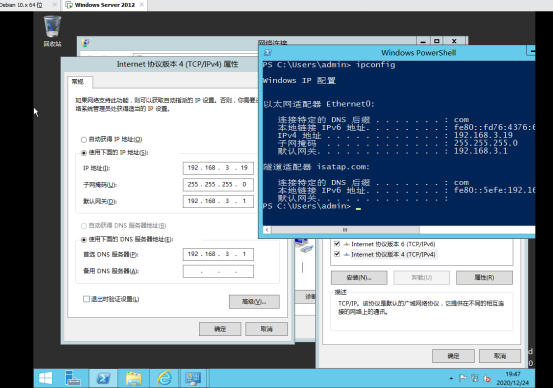 Debian 10.x 64 位
Windows Server 2012
回收站
网络连接
Internet 协议版本 4 (TCP/IPv4) 属性
常规
如果网络支持此功能，则可以获取自动指派的 IP 设置。否则，你需要
络系统管理员处获得适当的 IP 设置。
自动获得 IP 地址(O)
使用下面的 IP 地址(S):
IP 地址(I):
192 . 168 . 3 . 19
子网掩码(U):
255 . 255 . 255 . 0
默认网关(D):
192 . 168 . 3 . 1
自动获得 DNS 服务器地址(B)
使用下面的 DNS 服务器地址(E):
首选 DNS 服务器(P):
192 . 168 . 3 . 1
备用 DNS 服务器(A):
. . .
退出时验证设置(L)
高级(V)...
确定
取消
Windows PowerShell
PS C:\Users\admin> ipconfig
Windows IP 配置
以太网适配器 Ethernet0:
连接特定的 DNS 后缀 . . . . . . . : com
本地链接 IPv6 地址. . . . . . . . : fe80::fd76:4376:6
IPv4 地址 . . . . . . . . . . . . : 192.168.3.19
子网掩码 . . . . . . . . . . . . : 255.255.255.0
默认网关. . . . . . . . . . . . . : 192.168.3.1
隧道适配器 isatap.com:
连接特定的 DNS 后缀 . . . . . . . : com
本地链接 IPv6 地址. . . . . . . . : fe80::5efe:192.16
默认网关. . . . . . . . . . . . . :
PS C:\Users\admin> _
Internet 协议版本 6 (TCP/IPv6)
Internet 协议版本 4 (TCP/IPv4)
安装(N)...
卸载(U)
属性(R)
描述
TCP/IP。该协议是默认的广域网络协议，它提供在不同的相互连
接的网络上的通讯。
确定
取消
19:47
2020/12/24